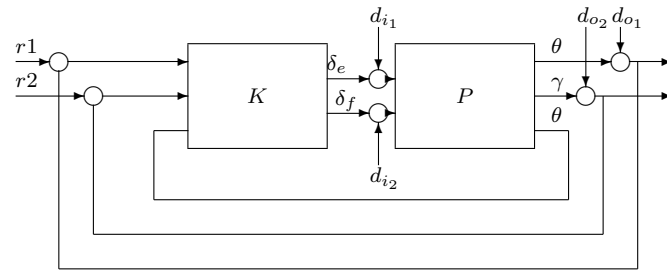 d_{i_1} d_{o_2} d_{o_1}
r1 δ_e θ
r2 K δ_f P γ
θ
d_{i_2}